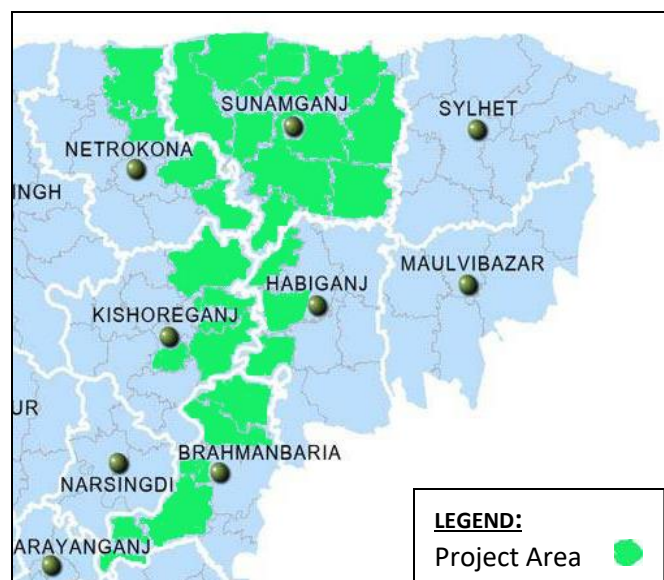 SUNAMGANJ
SYLHET
NETROKONA
INGH
MAULVIBAZAR
HABIGANJ
KISHOREGANJ
UR
BRAHMANBARIA
NARSINGDI
ARAYANGANJ
LEGEND:
Project Area